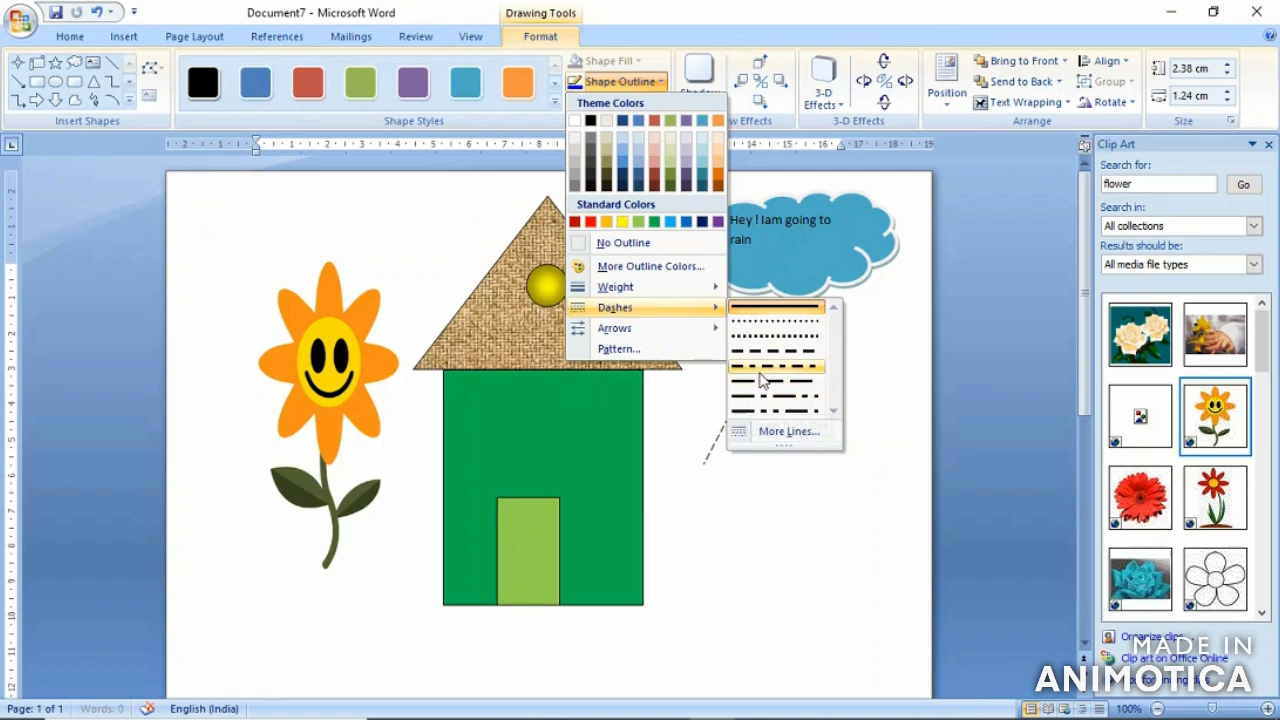 Document7 - Microsoft Word
Drawing Tools
Home
Insert
Page Layout
References
Mailings
Review
View
Format
Shape Fill
Shape Outline
3-D
Effects
Position
Bring to Front
Send to Back
Text Wrapping
Align
Group
Rotate
2.38 cm
1.24 cm
Insert Shapes
Shape Styles
3-D Effects
Arrange
Size
Theme Colors
Standard Colors
No Outline
More Outline Colors...
Weight
Dashes
Arrows
Pattern...
More Lines...
Hey ! Iam going to
rain
Clip Art
Search for:
flower
Go
Search in:
All collections
Results should be:
All media file types
Organize clips...
Clip art on Office Online
MADE IN
ANIMOTICA
Page: 1 of 1
Words: 0
English (India)
100%